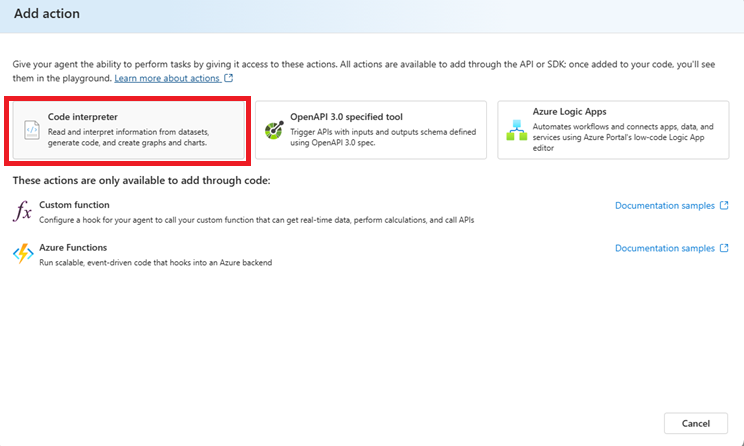 Add action
Give your agent the ability to perform tasks by giving it access to these actions. All actions are available to add through the API or SDK; once added to your code, you'll see
them in the playground. Learn more about actions
Code interpreter
Read and interpret information from datasets,
generate code, and create graphs and charts.
OpenAPI 3.0 specified tool
Trigger APIs with inputs and outputs schema defined
using OpenAPI 3.0 spec.
Azure Logic Apps
Automates workflows and connects apps, data, and
services using Azure Portal's low-code Logic App
editor
These actions are only available to add through code:
fx
Custom function
Documentation samples
Configure a hook for your agent to call your custom function that can get real-time data, perform calculations, and call APIs
Azure Functions
Documentation samples
Run scalable, event-driven code that hooks into an Azure backend
Cancel